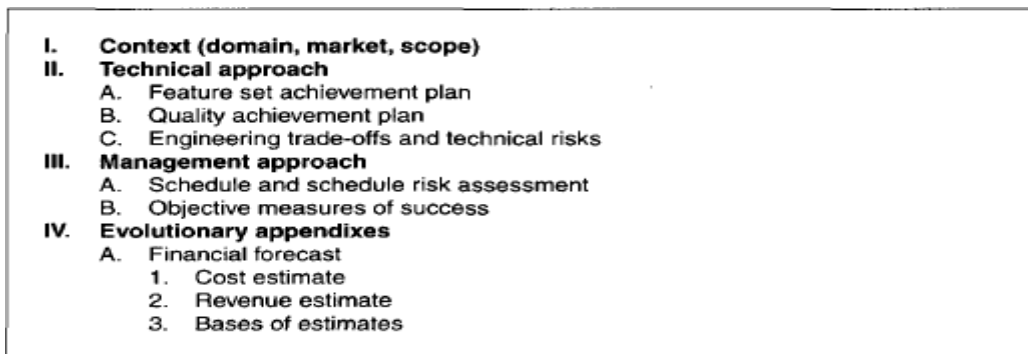 I. Context (domain, market, scope)
II. Technical approach
A. Feature set achievement plan
B. Quality achievement plan
C. Engineering trade-offs and technical risks
III. Management approach
A. Schedule and schedule risk assessment
B. Objective measures of success
IV. Evolutionary appendixes
A. Financial forecast
1. Cost estimate
2. Revenue estimate
3. Bases of estimates